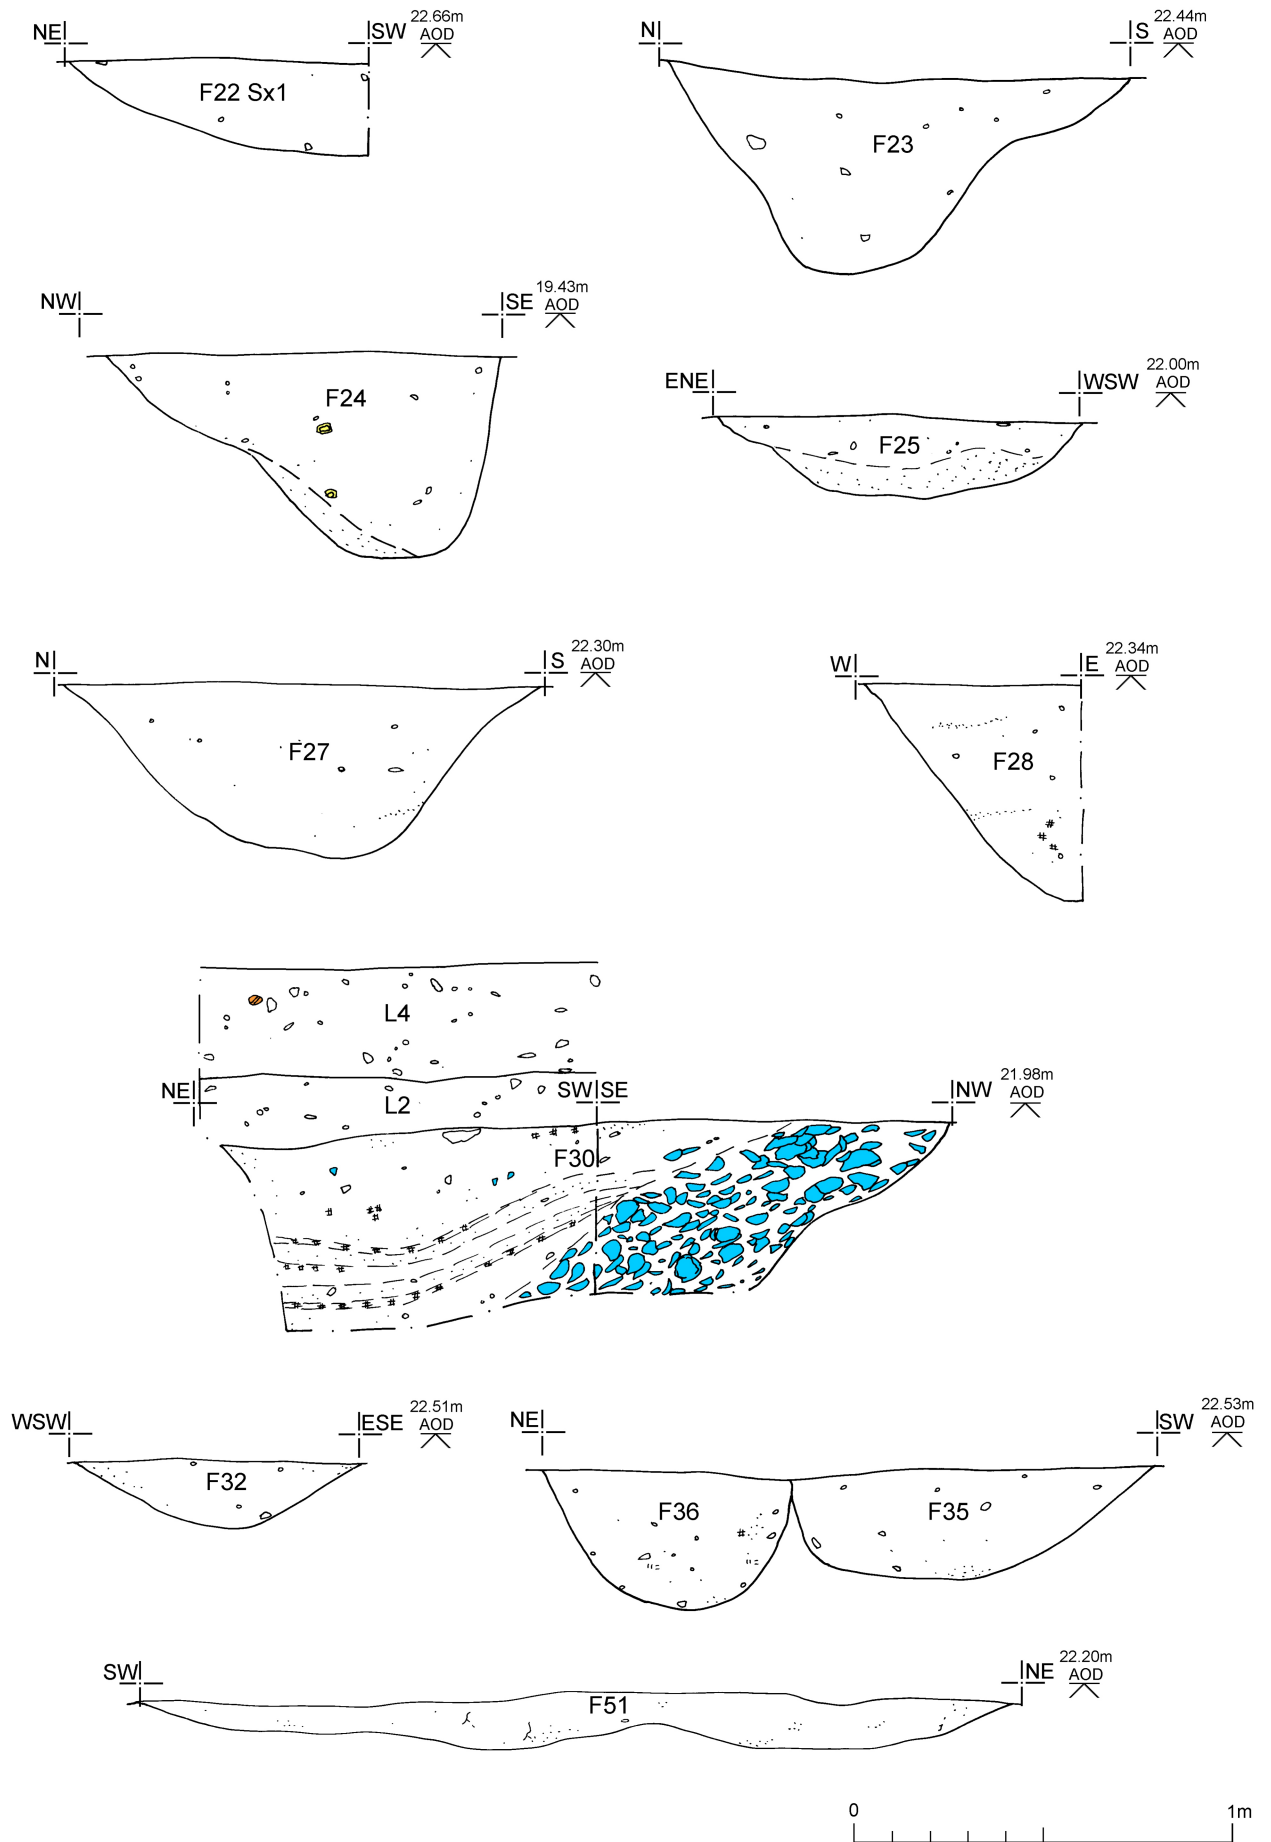 NE SW 22.66m
AOD
F22 Sx1
N S 22.44m
AOD
F23
NW SE 19.43m
AOD
F24
ENE WSW 22.00m
AOD
F25
N S 22.30m
AOD
F27
W E 22.34m
AOD
F28
L4
NE L2 SW SE NW 21.98m
AOD
F30
WSW ESE 22.51m
AOD
F32
NE SW 22.53m
AOD
F36 F35
SW NE 22.20m
AOD
F51
0 1m